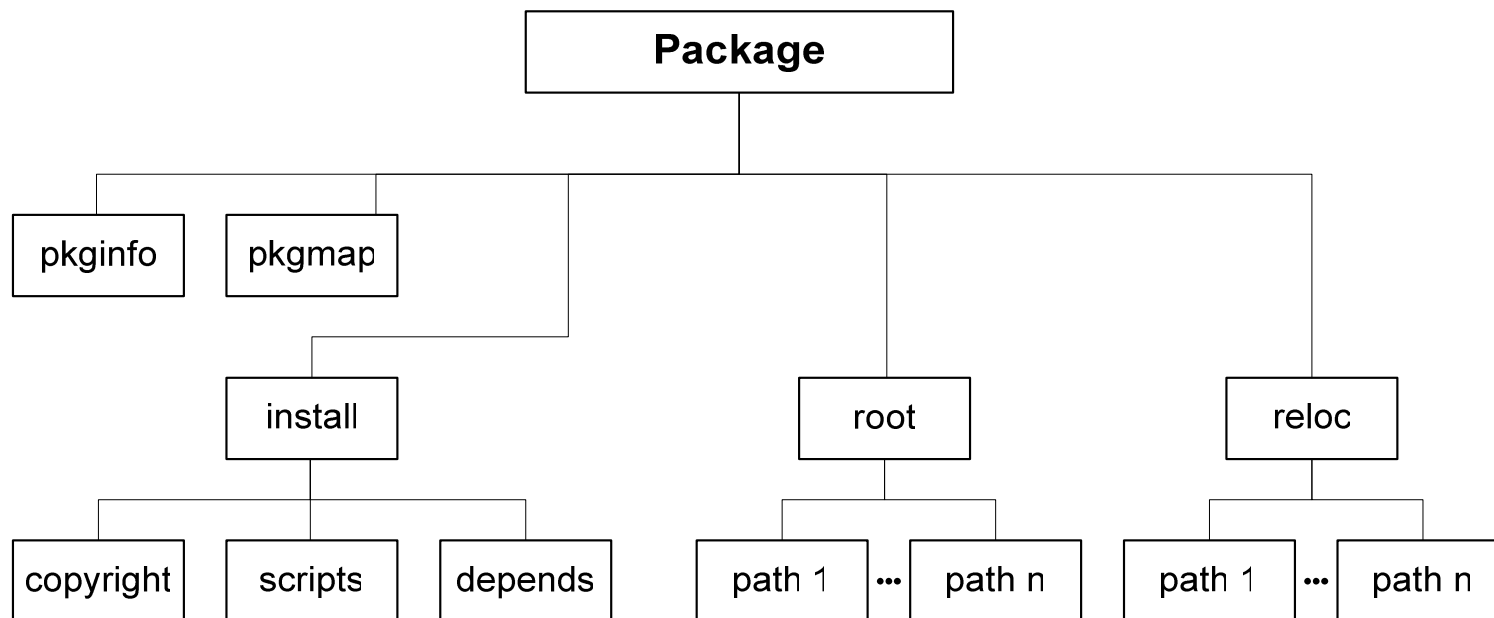 Package
pkginfo pkgmap
install root reloc
copyright scripts depends path 1 ... path n path 1 ... path n